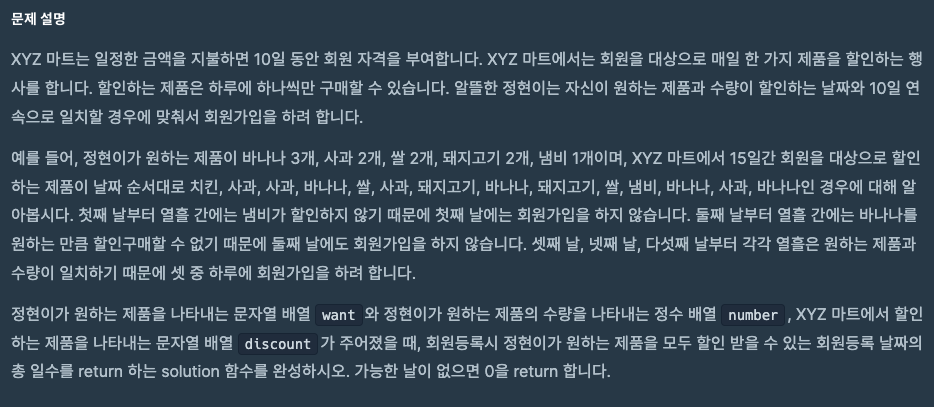 문제 설명
XYZ 마트는 일정한 금액을 지불하면 10일 동안 회원 자격을 부여합니다. XYZ 마트에서는 회원을 대상으로 매일 한 가지 제품을 할인하는 행
사를 합니다. 할인하는 제품은 하루에 하나씩만 구매할 수 있습니다. 알뜰한 정현이는 자신이 원하는 제품과 수량이 할인하는 날짜와 10일 연
속으로 일치할 경우에 맞춰서 회원가입을 하려 합니다.
예를 들어, 정현이가 원하는 제품이 바나나 3개, 사과 2개, 쌀 2개, 돼지고기 2개, 냄비 1개이며, XYZ 마트에서 15일간 회원을 대상으로 할인
하는 제품이 날짜 순서대로 치킨, 사과, 사과, 바나나, 쌀, 사과, 돼지고기, 바나나, 돼지고기, 쌀, 냄비, 바나나, 사과, 바나나인 경우에 대해 알
아봅시다. 첫째 날부터 열흘 간에는 냄비가 할인하지 않기 때문에 첫째 날에는 회원가입을 하지 않습니다. 둘째 날부터 열흘 간에는 바나나를
원하는 만큼 할인구매할 수 없기 때문에 둘째 날에도 회원가입을 하지 않습니다. 셋째 날, 넷째 날, 다섯째 날부터 각각 열흘은 원하는 제품과
수량이 일치하기 때문에 셋 중 하루에 회원가입을 하려 합니다.
정현이가 원하는 제품을 나타내는 문자열 배열 want 와 정현이가 원하는 제품의 수량을 나타내는 정수 배열 number , XYZ 마트에서 할인
하는 제품을 나타내는 문자열 배열 discount 가 주어졌을 때, 회원등록시 정현이가 원하는 제품을 모두 할인 받을 수 있는 회원등록 날짜의
총 일수를 return 하는 solution 함수를 완성하시오. 가능한 날이 없으면 0을 return 합니다.